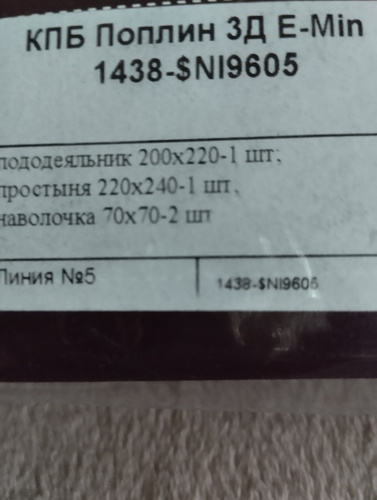 КПБ Поплин 3Д E-Min
1438-$NI9605
пододеяльник 200х220-1 шт;
простыня 220х240-1 шт;
наволочка 70х70-2 шт
Линия №5
1438-$NI9605